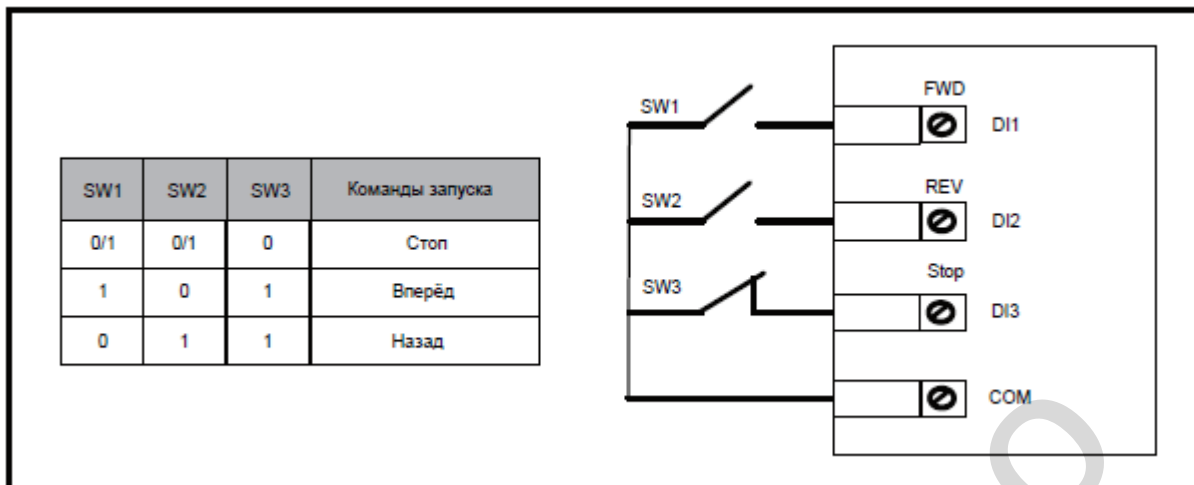 SW1 SW2 SW3 Команды запуска
0/1 0/1 0 Стоп
1 0 1 Вперёд
0 1 1 Назад
FWD
SW1
DI1
REV
SW2
DI2
Stop
SW3
DI3
COM